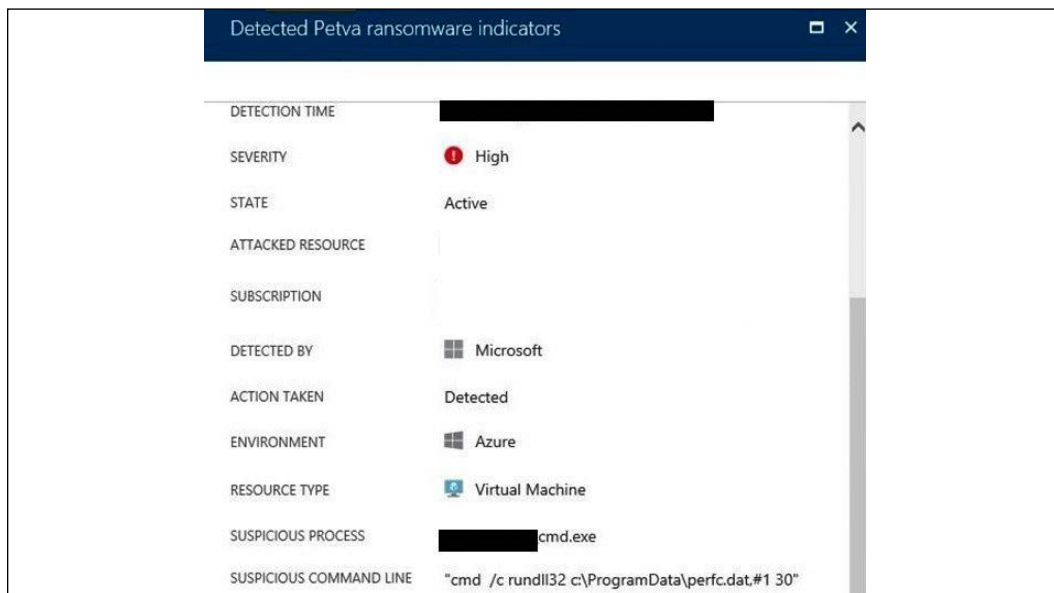 Detected Petva ransomware indicators
DETECTION TIME
SEVERITY High
STATE Active
ATTACKED RESOURCE
SUBSCRIPTION
DETECTED BY Microsoft
ACTION TAKEN Detected
ENVIRONMENT Azure
RESOURCE TYPE Virtual Machine
SUSPICIOUS PROCESS cmd.exe
SUSPICIOUS COMMAND LINE "cmd /c rundll32 c:\ProgramData\perfc.dat,#1 30"